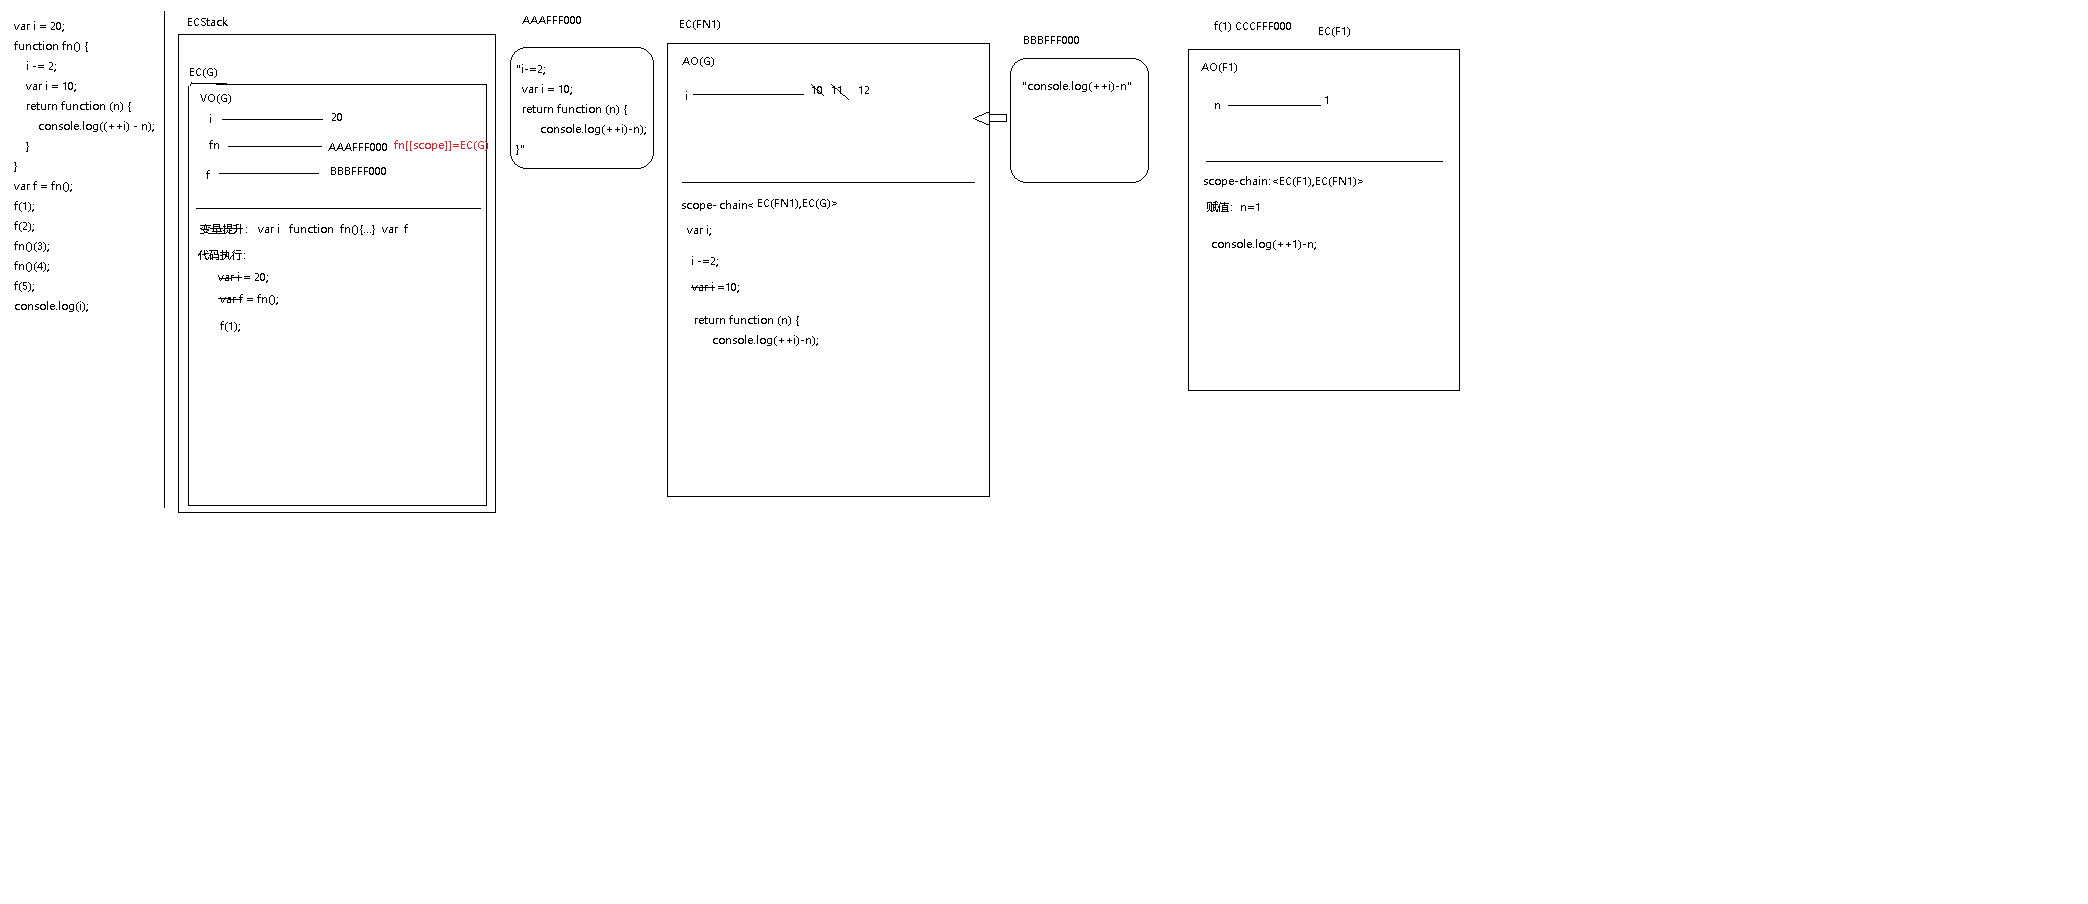 var i = 20;
function fn() {
i -= 2;
var i = 10;
return function (n) {
console.log((++i) - n);
}
}
var f = fn();
f(1);
f(2);
fn()(3);
fn()(4);
f(5);
console.log(i);
ECStack
EC(G)
VO(G)
i 20
fn AAAFFF000 fn[[scope]]=EC(G)
f BBBFFF000
变量提升： var i function fn(){...} var f
代码执行：
var i = 20;
var f = fn();
f(1);
AAAFFF000
"i-=2;
var i = 10;
return function (n) {
console.log(++i)-n);
}"
EC(FN1)
AO(G)
i 10 11 12
scope- chain< EC(FN1),EC(G)>
var i;
i -=2;
var i =10;
return function (n) {
console.log(++i)-n);
BBBFFF000
"console.log(++i)-n"
f(1) CCCFFF000 EC(F1)
AO(F1)
n 1
scope-chain:<EC(F1),EC(FN1)>
赋值：n=1
console.log(++1)-n;